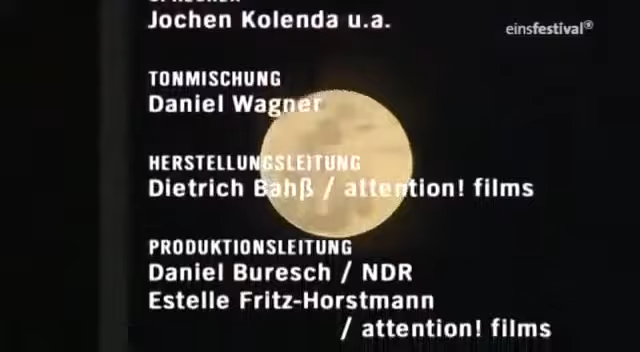 SPRECHER
Jochen Kolenda u.a.
einsfestival
TONMISCHUNG
Daniel Wagner
HERSTELLUNGSLEITUNG
Dietrich Bahß / attention! films
PRODUKTIONSLEITUNG
Daniel Buresch / NDR
Estelle Fritz-Horstmann
/ attention! films